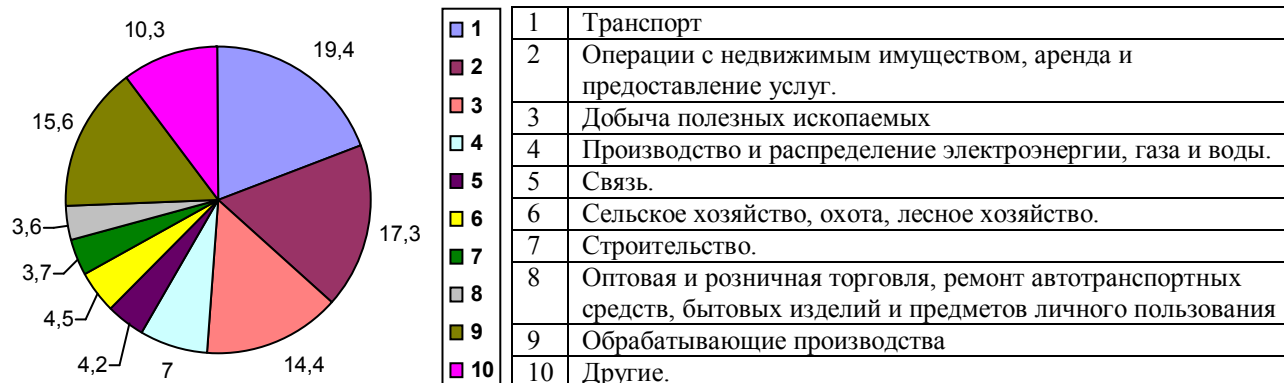 10,3
19,4
15,6
3,6
17,3
3,7
4,5
4,2
7
14,4
1
2
3
4
5
6
7
8
9
10
1 Транспорт
2 Операции с недвижимым имуществом, аренда и
предоставление услуг.
3 Добыча полезных ископаемых
4 Производство и распределение электроэнергии, газа и воды.
5 Связь.
6 Сельское хозяйство, охота, лесное хозяйство.
7 Строительство.
8 Оптовая и розничная торговля, ремонт автотранспортных
средств, бытовых изделий и предметов личного пользования
9 Обрабатывающие производства
10 Другие.